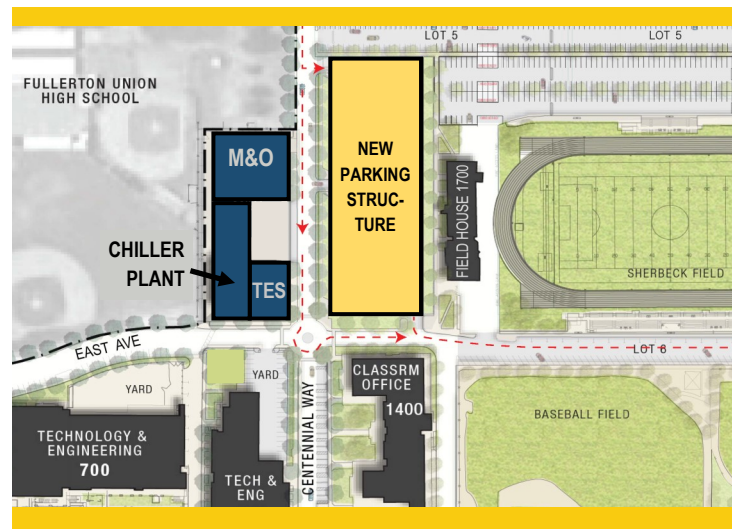 LOT 5
LOT 5
FULLERTON UNION
HIGH SCHOOL
M&O
NEW
PARKING
STRUC-
TURE
FIELD HOUSE 1700
CHILLER
PLANT
TES
SHERBECK FIELD
EAST AVE
LOT 6
YARD
YARD
CENTENNIAL WAY
CLASSRM
OFFICE
1400
BASEBALL FIELD
TECHNOLOGY &
ENGINEERING
700
TECH &
ENG